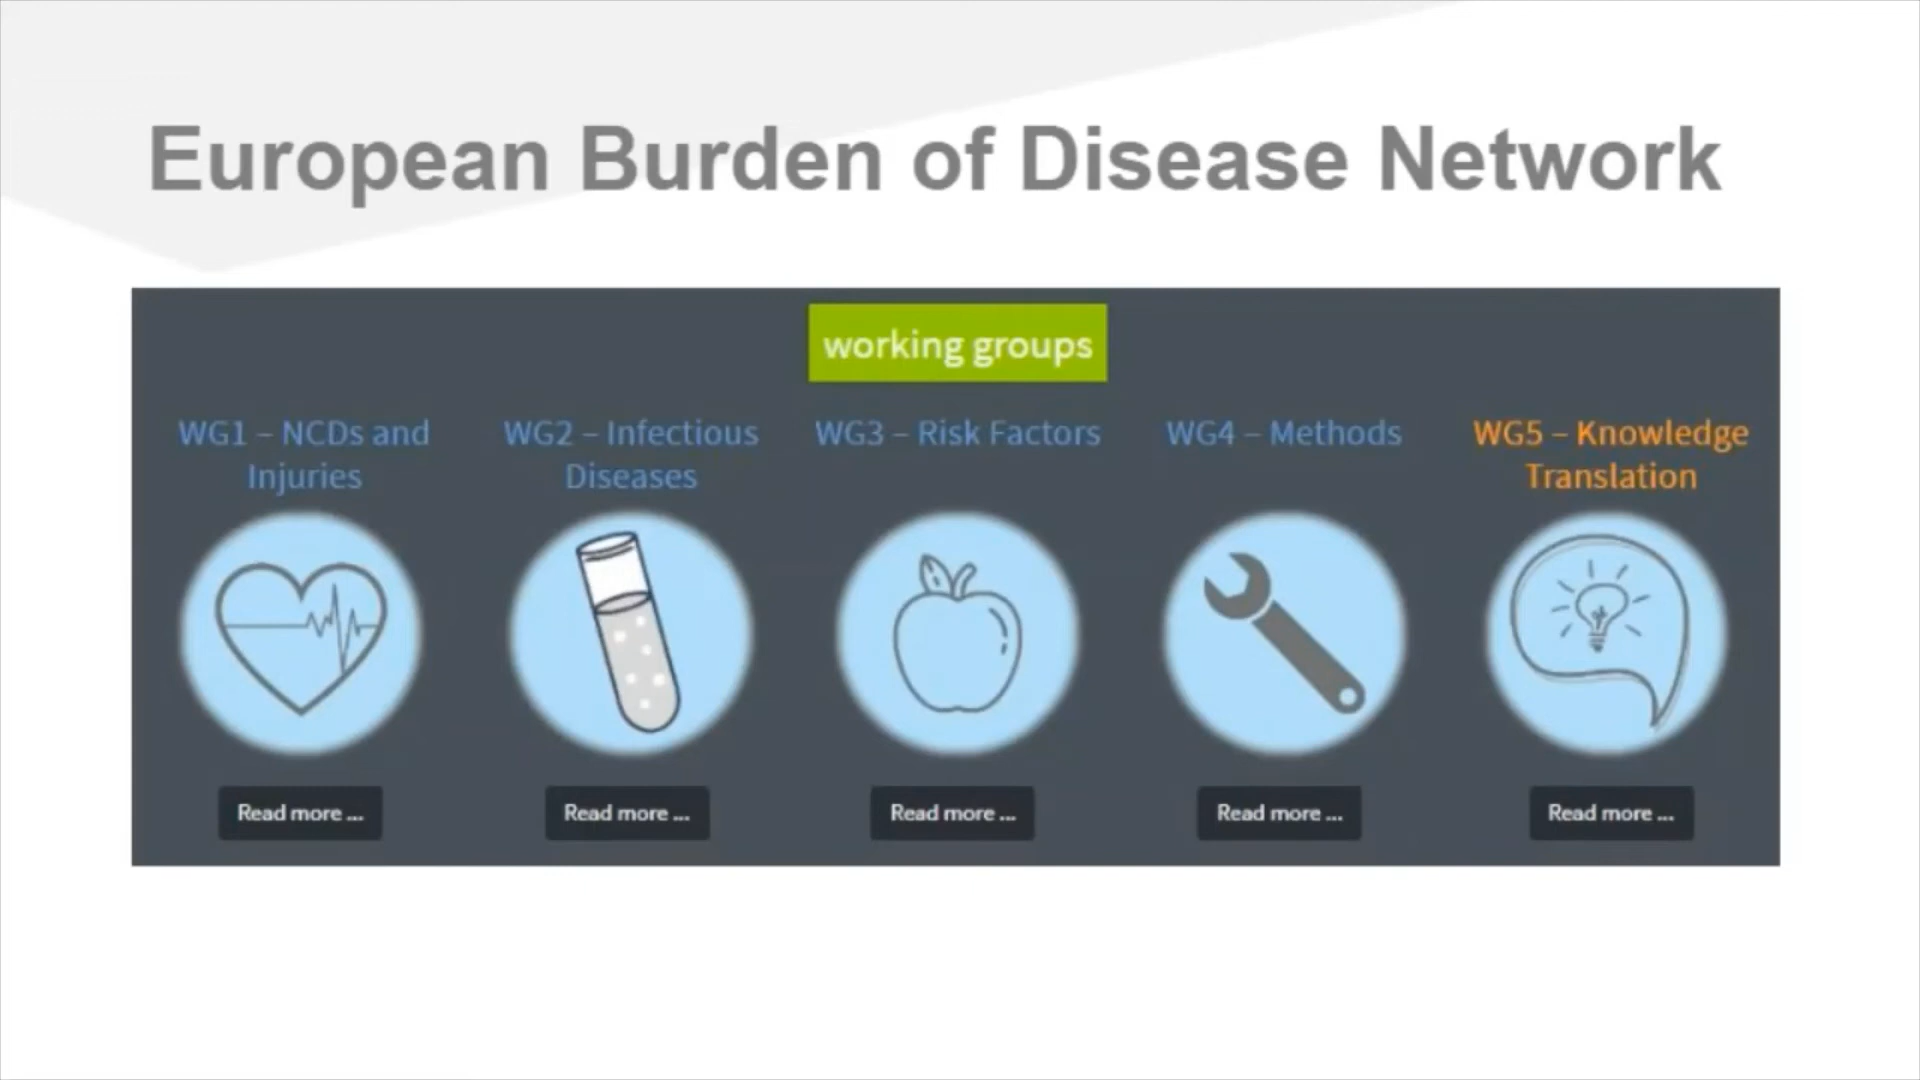 European Burden of Disease Network
working groups
WG1 – NCDs and
Injuries
WG2 – Infectious
Diseases
WG3 – Risk Factors
WG4 – Methods
WG5 – Knowledge
Translation
Read more ...
Read more ...
Read more ...
Read more ...
Read more ...